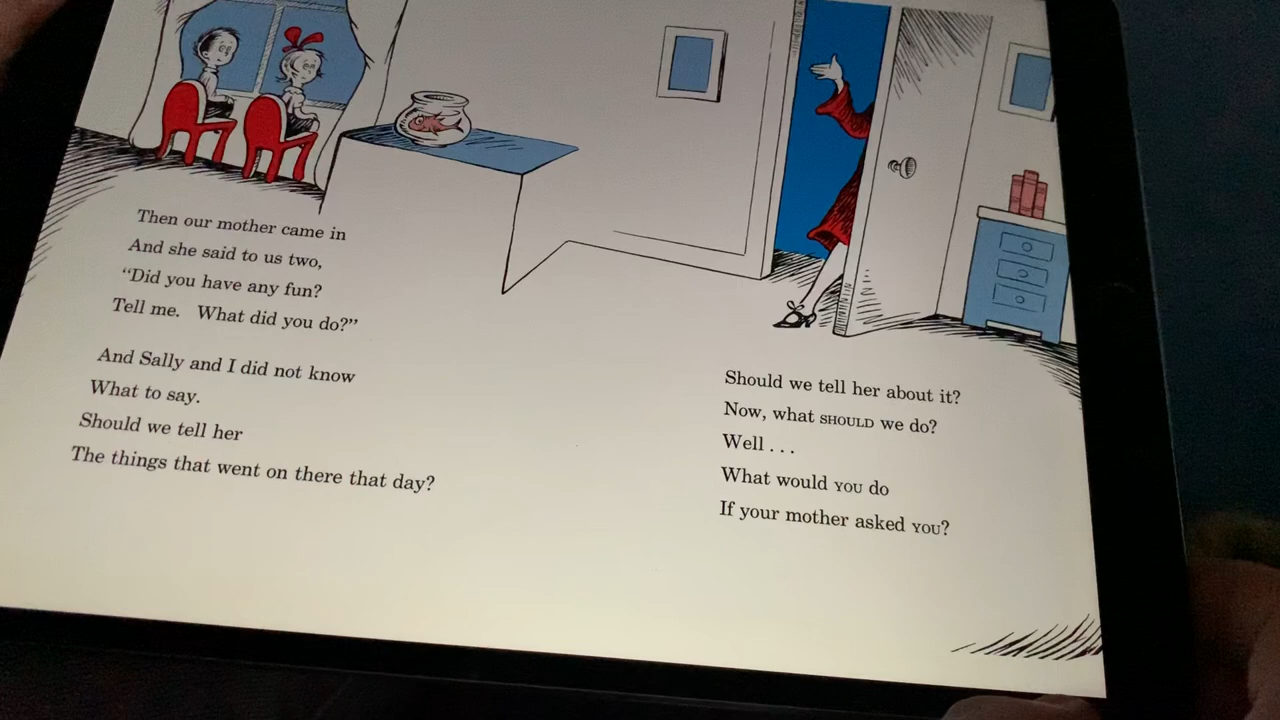 Then our mother came in
And she said to us two,
“Did you have any fun?
Tell me. What did you do?”
And Sally and I did not know
What to say.
Should we tell her
The things that went on there that day?
Should we tell her about it?
Now, what SHOULD we do?
Well . . .
What would YOU do
If your mother asked YOU?